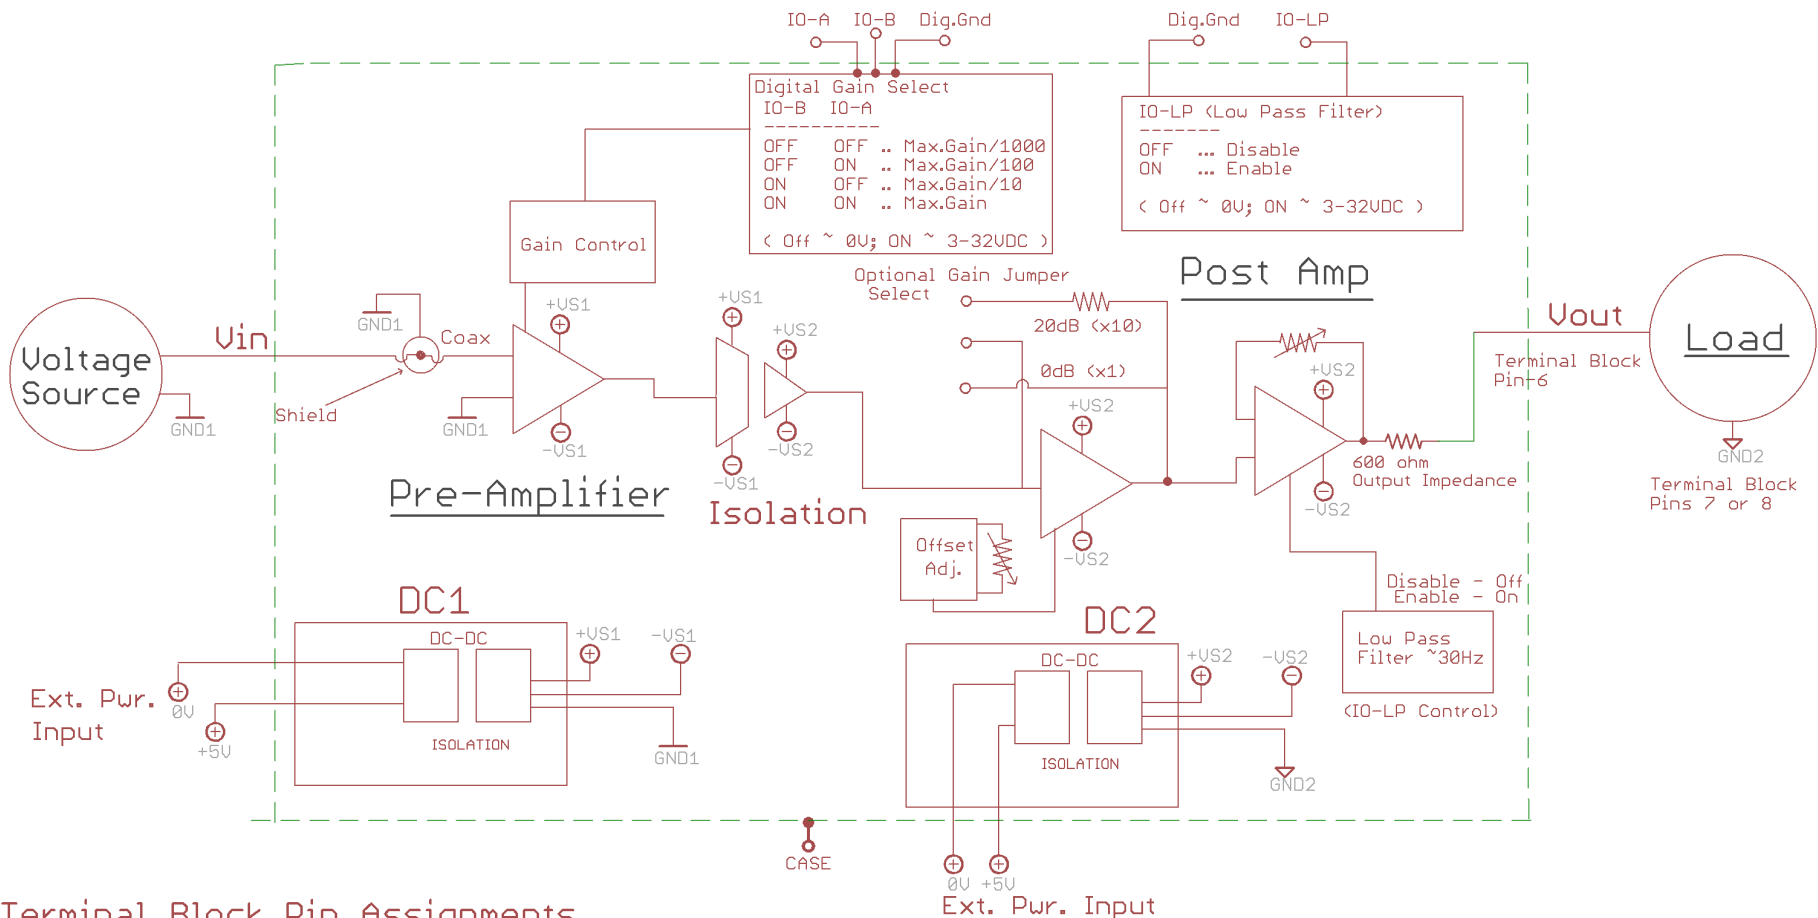 IO-A IO-B Dig.Gnd
Dig.Gnd IO-LP
Digital Gain Select
IO-B IO-A
----------
OFF OFF .. Max.Gain/1000
OFF ON .. Max.Gain/100
ON OFF .. Max.Gain/10
ON ON .. Max.Gain
( Off ~ 0V; ON ~ 3-32VDC )
IO-LP (Low Pass Filter)
-------
OFF ... Disable
ON ... Enable
( Off ~ 0V; ON ~ 3-32VDC )
Gain Control
Optional Gain Jumper
Select
20dB (x10)
0dB (x1)
Post Amp
Voltage
Source
GND1
Vin
GND1
Coax
Shield
GND1
+VS1
-VS1
Pre-Amplifier
+VS1
-VS1
+VS2
-VS2
Isolation
+VS2
-VS2
Offset
Adj.
+VS2
-VS2
600 ohm
Output Impedance
Vout
Terminal Block
Pin-6
Load
GND2
Terminal Block
Pins 7 or 8
Disable - Off
Enable - On
Low Pass
Filter ~30Hz
(IO-LP Control)
DC1
DC-DC
ISOLATION
+VS1
-VS1
GND1
Ext. Pwr.
Input
0V
+5V
DC2
DC-DC
ISOLATION
+VS2
-VS2
GND2
0V +5V
Ext. Pwr. Input
CASE
Terminal Block Pin Assignments